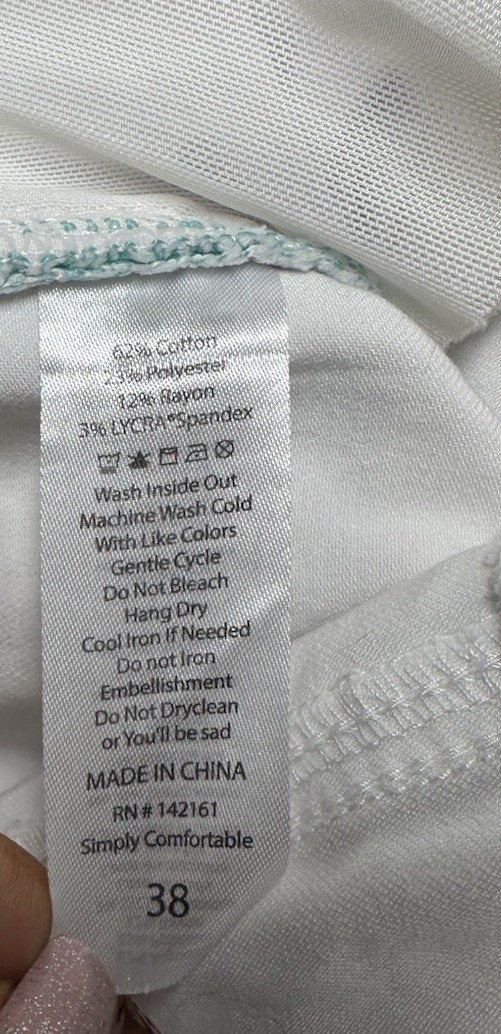 62% Cotton
23% Polyester
12% Rayon
3% LYCRA®Spandex
Wash Inside Out
Machine Wash Cold
With Like Colors
Gentle Cycle
Do Not Bleach
Hang Dry
Cool Iron If Needed
Do not Iron
Embellishment
Do Not Dryclean
or You'll be sad
MADE IN CHINA
RN # 142161
Simply Comfortable
38